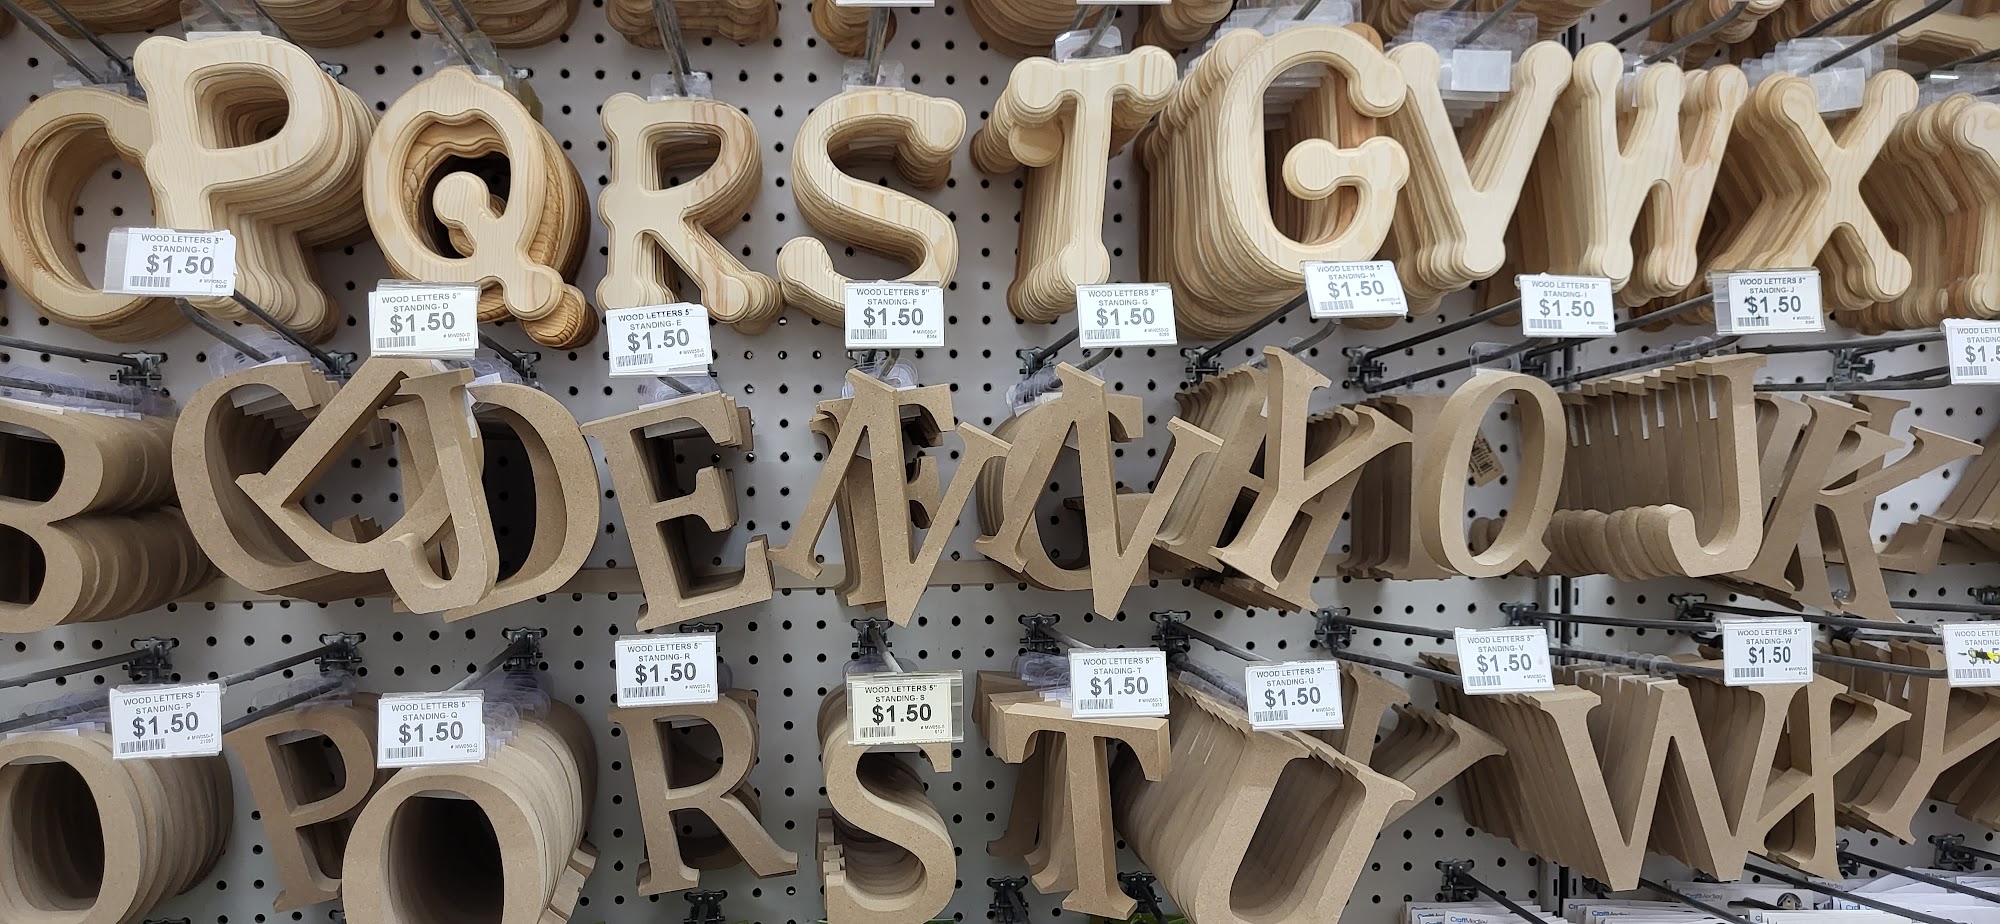 O P Q R S T G V W X Y
WOOD LETTERS 5"
STANDING- C
$1.50
WOOD LETTERS 5"
STANDING- D
$1.50
WOOD LETTERS 5"
STANDING- E
$1.50
WOOD LETTERS 5"
STANDING- F
$1.50
WOOD LETTERS 5"
STANDING- G
$1.50
WOOD LETTERS 5"
STANDING- H
$1.50
WOOD LETTERS 5"
STANDING- I
$1.50
WOOD LETTERS 5"
STANDING- J
$1.50
WOOD LETTERS
B C J D E N N Y Q J K
WOOD LETTERS 5"
STANDING- P
$1.50
WOOD LETTERS 5"
STANDING- Q
$1.50
WOOD LETTERS 5"
STANDING- R
$1.50
WOOD LETTERS 5"
STANDING- S
$1.50
WOOD LETTERS 5"
STANDING- T
$1.50
WOOD LETTERS 5"
STANDING- U
$1.50
WOOD LETTERS 5"
STANDING- V
$1.50
WOOD LETTERS 5"
STANDING- W
$1.50
O P Q R S T U W X Y
CraftMedley